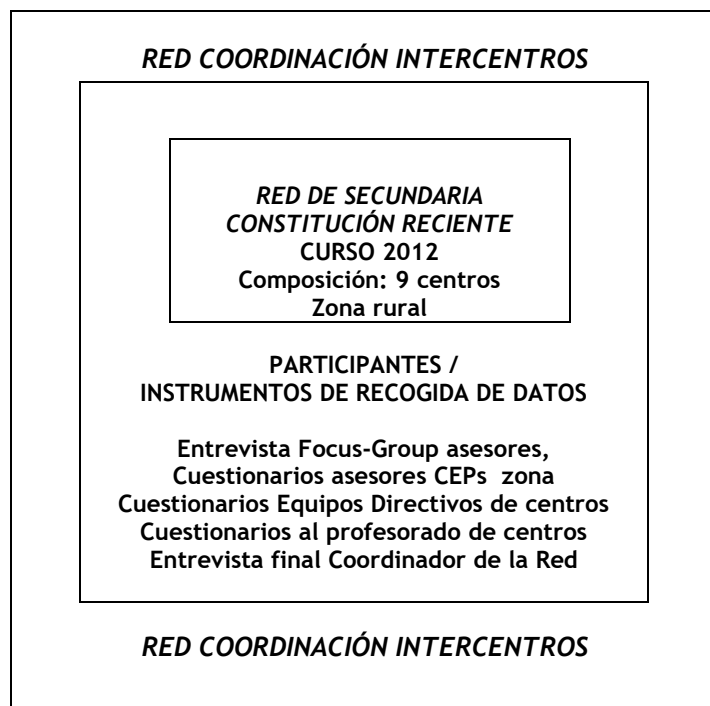 RED COORDINACIÓN INTERCENTROS
RED DE SECUNDARIA
CONSTITUCIÓN RECIENTE
CURSO 2012
Composición: 9 centros
Zona rural
PARTICIPANTES /
INSTRUMENTOS DE RECOGIDA DE DATOS
Entrevista Focus-Group asesores,
Cuestionarios asesores CEPs zona
Cuestionarios Equipos Directivos de centros
Cuestionarios al profesorado de centros
Entrevista final Coordinador de la Red
RED COORDINACIÓN INTERCENTROS